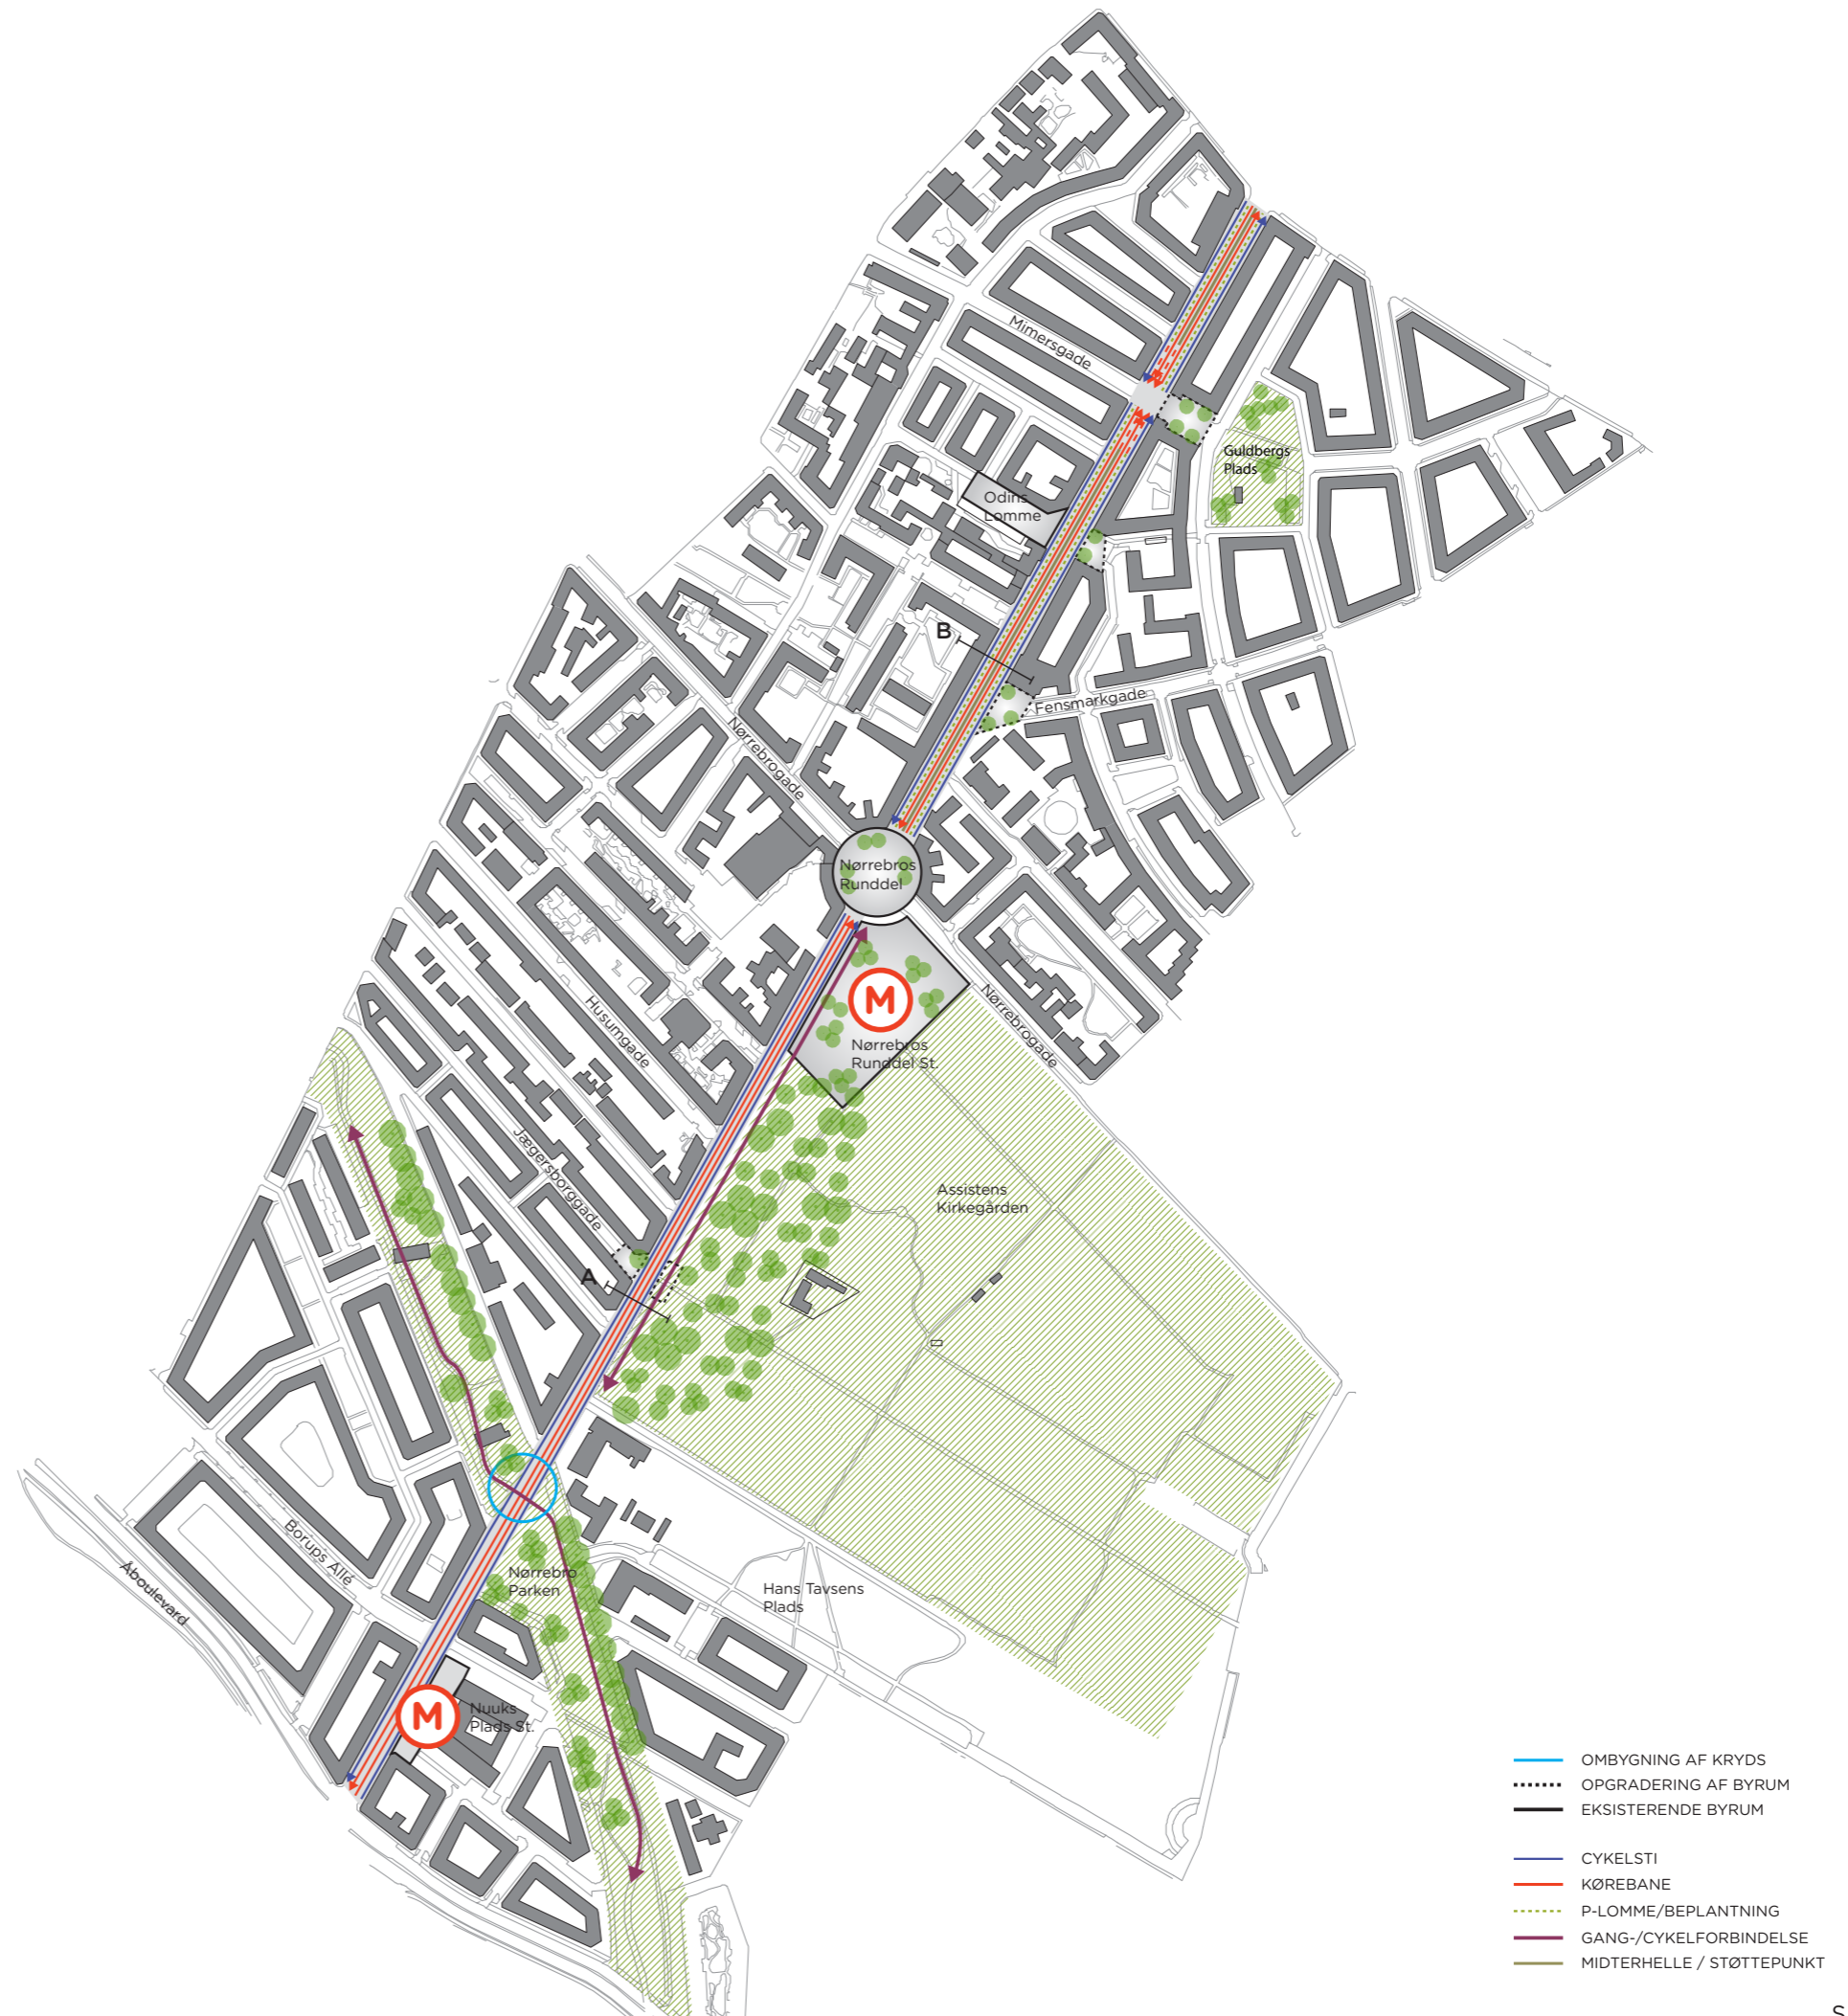 Mimersgade
Guldbergs
Plads
Odins
Lomme
B
Fensmarkgade
Nørrebrogade
Nørrebros
Runddel
M
Nørrebrogade
Nørrebros
Runddel St.
Husumgade
Jægersborggade
Assistens
Kirkegården
A
Borups Allé
Åboulevard
Nørrebro
Parken
Hans Tavsens
Plads
M
Nuuks
Plads St.
OMBYGNING AF KRYDS
OPGRADERING AF BYRUM
EKSISTERENDE BYRUM
CYKELSTI
KØREBANE
P-LOMME/BEPLANTNING
GANG-/CYKELFORBINDELSE
MIDTERHELLE / STØTTEPUNKT
S